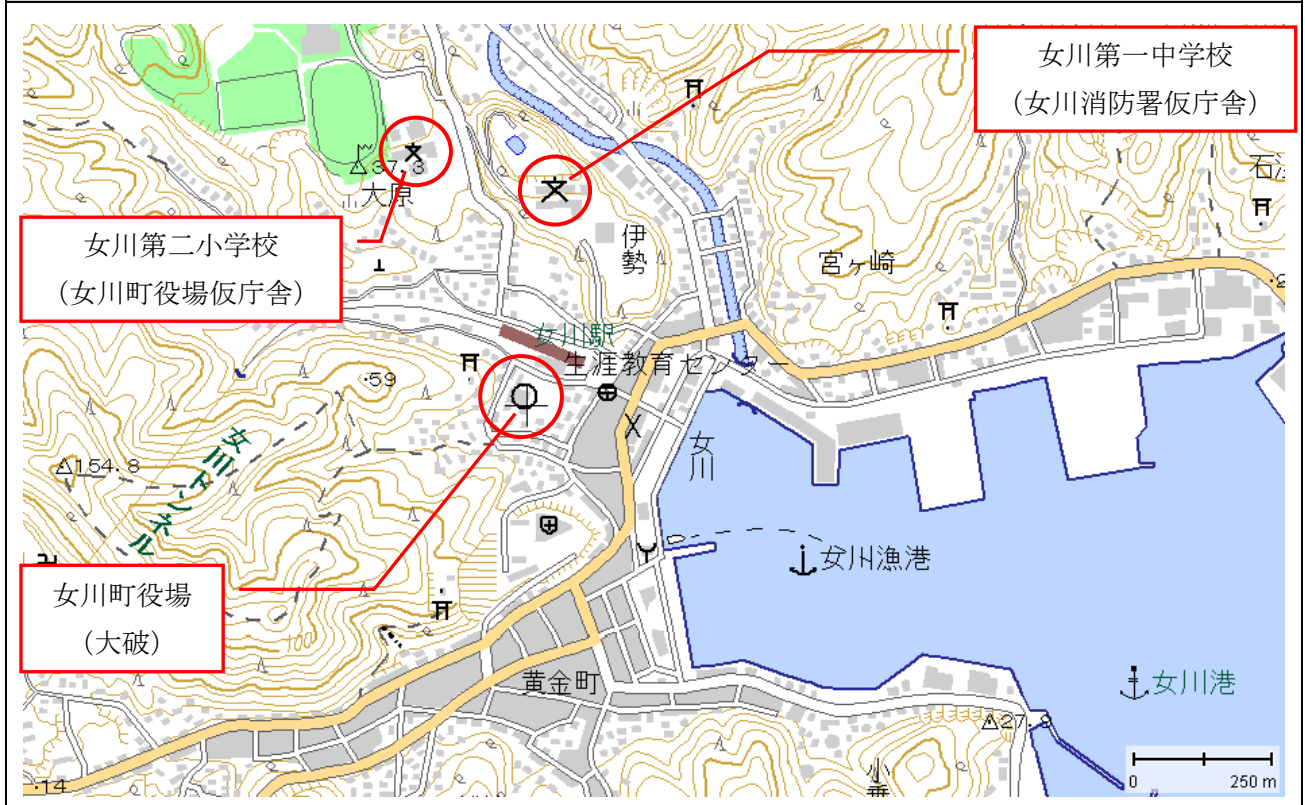 女川第一中学校
（女川消防署仮庁舎）
37.3
大原
女川第二小学校
（女川町役場仮庁舎）
伊勢
宮ヶ崎
女川駅
生涯教育センター
59
154.8
女川トンネル
女川
女川漁港
女川町役場
（大破）
黄金町
女川港
14
0
250 m